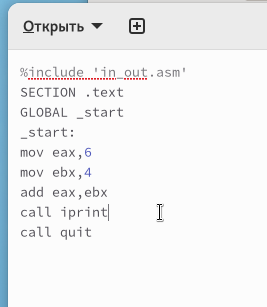 Открыть
%include 'in_out.asm'
SECTION .text
GLOBAL _start
_start:
mov eax,6
mov ebx,4
add eax,ebx
call iprint
call quit